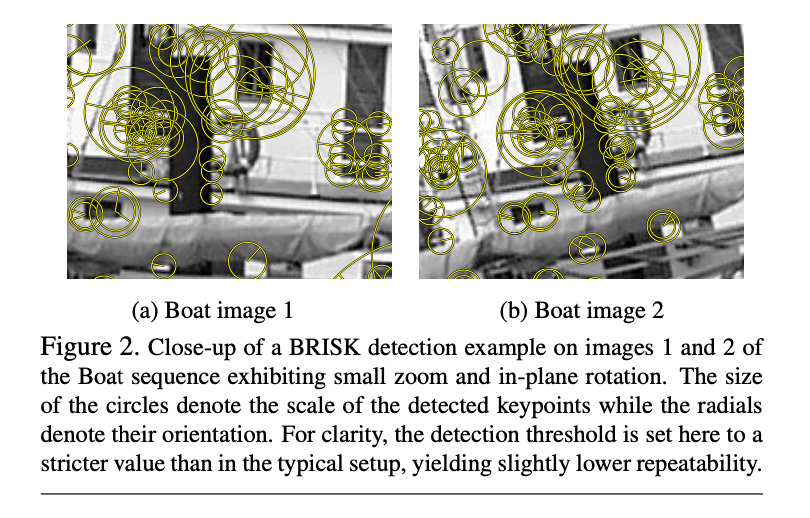 (a) Boat image 1
(b) Boat image 2
Figure 2. Close-up of a BRISK detection example on images 1 and 2 of
the Boat sequence exhibiting small zoom and in-plane rotation. The size
of the circles denote the scale of the detected keypoints while the radials
denote their orientation. For clarity, the detection threshold is set here to a
stricter value than in the typical setup, yielding slightly lower repeatability.